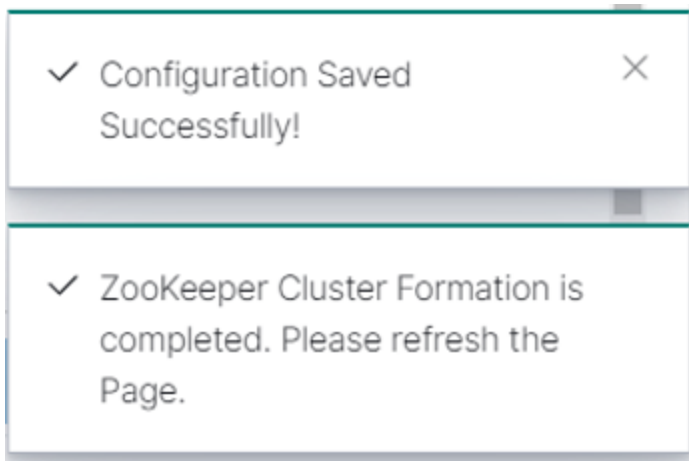 Configuration Saved
Successfully!
ZooKeeper Cluster Formation is
completed. Please refresh the
Page.